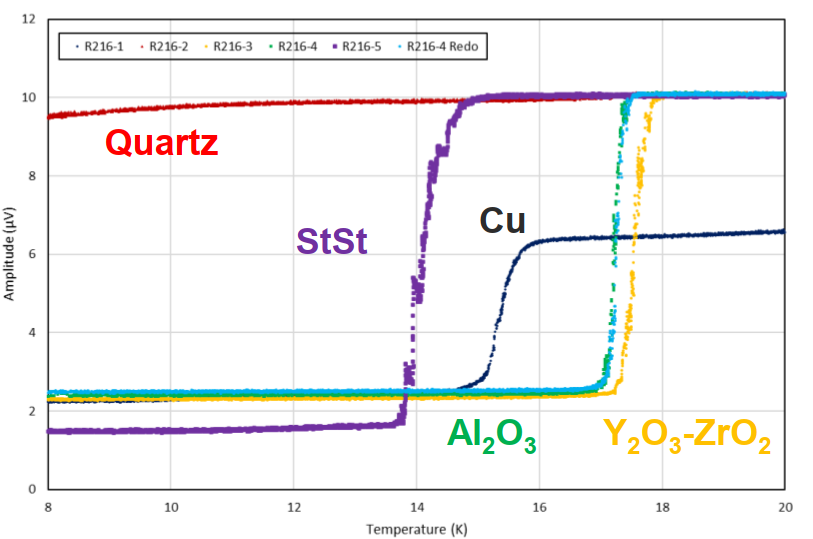 12
R216-1 R216-2 R216-3 R216-4 R216-5 R216-4 Redo
10
Quartz
8
Cu
StSt
6
Amplitude (µV)
4
Al₂O₃ Y₂O₃-ZrO₂
2
0
8 10 12 14 16 18 20
Temperature (K)